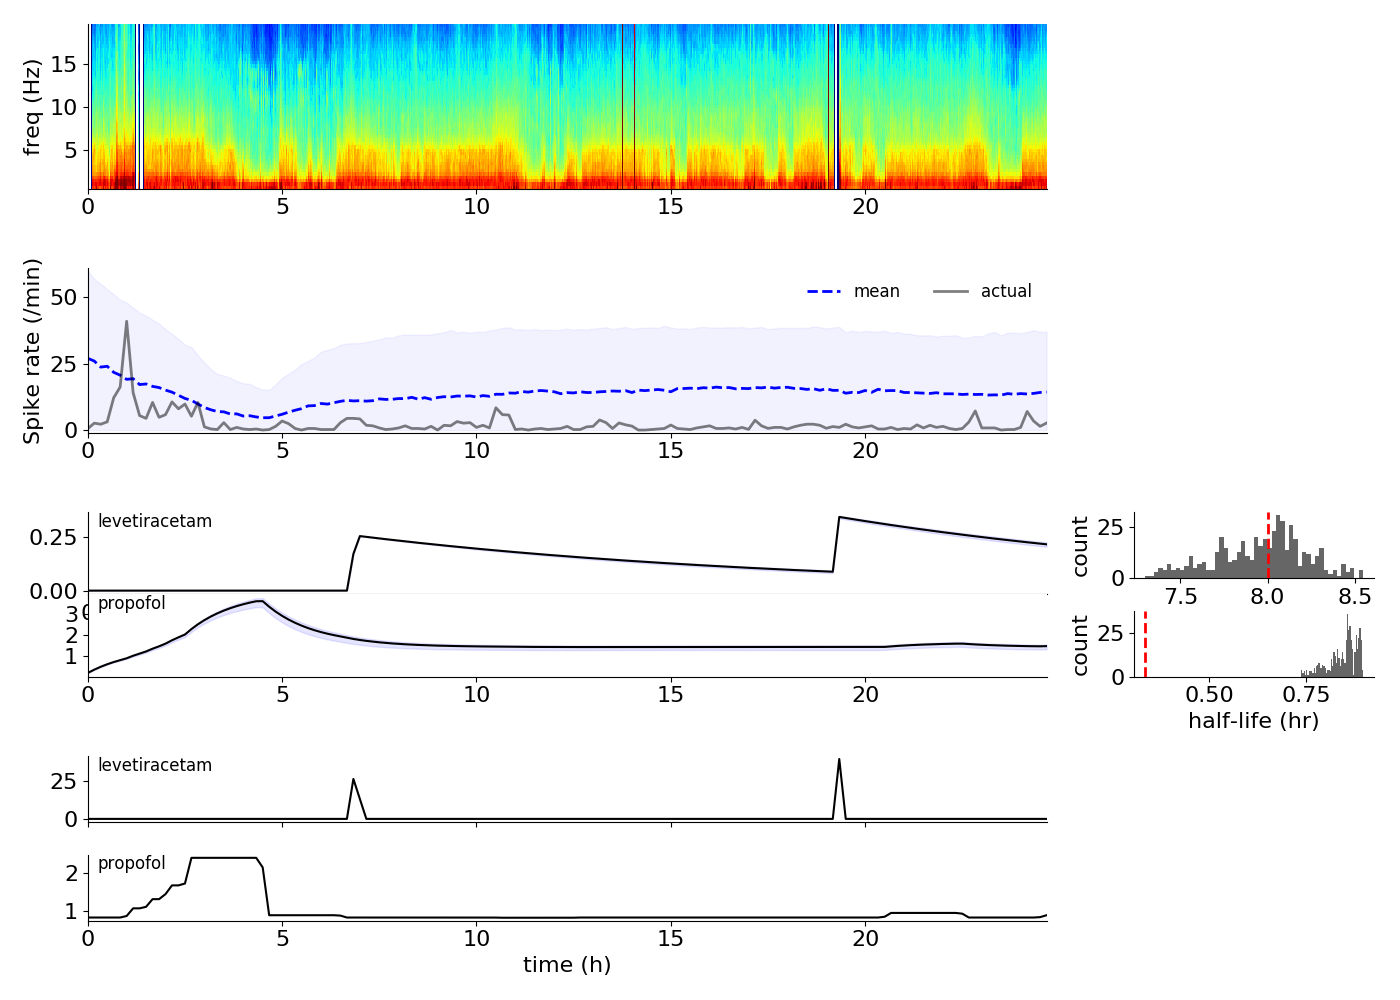 15
10
5
freq (Hz)
0 5 10 15 20
50
25
0
Spike rate (/min)
mean actual
0 5 10 15 20
levetiracetam
0.25
0.00
propofol
3
2
1
0 5 10 15 20
25
0
count
7.5 8.0 8.5
25
0
count
0.50 0.75
half-life (hr)
levetiracetam
25
0
propofol
2
1
0 5 10 15 20
time (h)